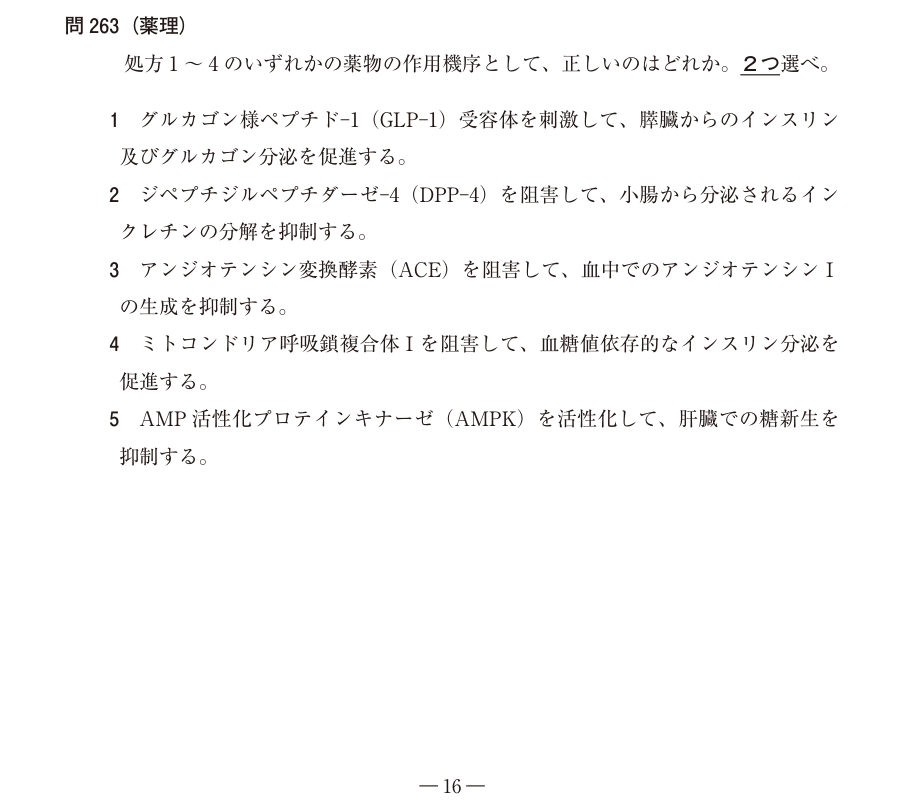 問 263（薬理）
処方 1 ～ 4 のいずれかの薬物の作用機序として、正しいのはどれか。2つ選べ。
1 グルカゴン様ペプチド-1（GLP-1）受容体を刺激して、膵臓からのインスリン
及びグルカゴン分泌を促進する。
2 ジペプチジルペプチダーゼ-4（DPP-4）を阻害して、小腸から分泌されるイン
クレチンの分解を抑制する。
3 アンジオテンシン変換酵素（ACE）を阻害して、血中でのアンジオテンシンⅠ
の生成を抑制する。
4 ミトコンドリア呼吸鎖複合体Ⅰを阻害して、血糖値依存的なインスリン分泌を
促進する。
5 AMP 活性化プロテインキナーゼ（AMPK）を活性化して、肝臓での糖新生を
抑制する。
― 16 ―